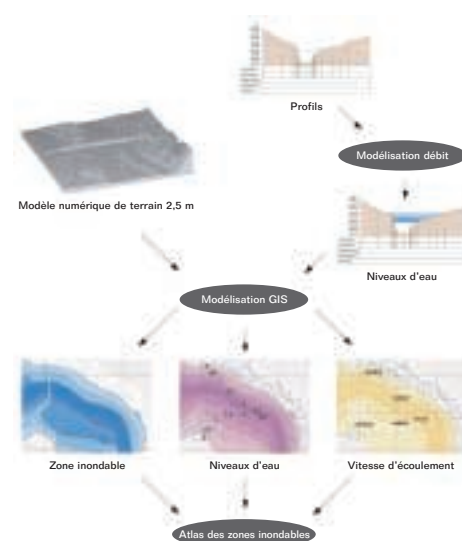 Profils
Modélisation débit
Modèle numérique de terrain 2,5 m
Niveaux d'eau
Modélisation GIS
Zone inondable
Niveaux d'eau
Vitesse d'écoulement
Atlas des zones inondables